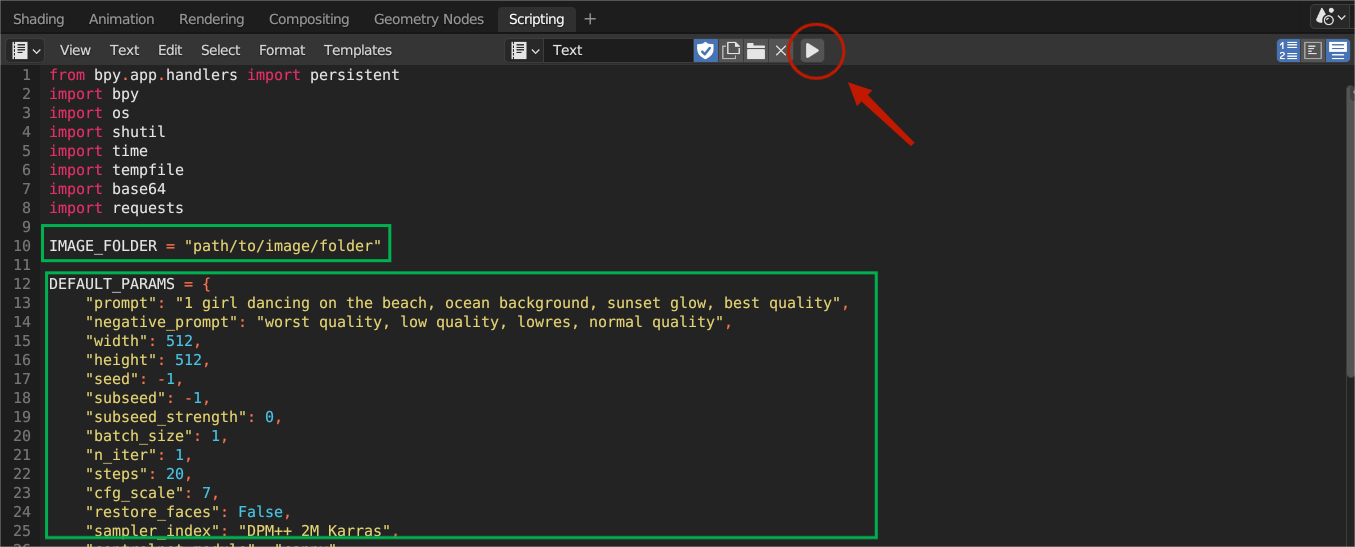 Shading Animation Rendering Compositing Geometry Nodes Scripting +
View Text Edit Select Format Templates Text
1 from bpy.app.handlers import persistent
2 import bpy
3 import os
4 import shutil
5 import time
6 import tempfile
7 import base64
8 import requests
9
10 IMAGE_FOLDER = "path/to/image/folder"
11
12 DEFAULT_PARAMS = {
13 "prompt": "1 girl dancing on the beach, ocean background, sunset glow, best quality",
14 "negative_prompt": "worst quality, low quality, lowres, normal quality",
15 "width": 512,
16 "height": 512,
17 "seed": -1,
18 "subseed": -1,
19 "subseed_strength": 0,
20 "batch_size": 1,
21 "n_iter": 1,
22 "steps": 20,
23 "cfg_scale": 7,
24 "restore_faces": False,
25 "sampler_index": "DPM++ 2M Karras",